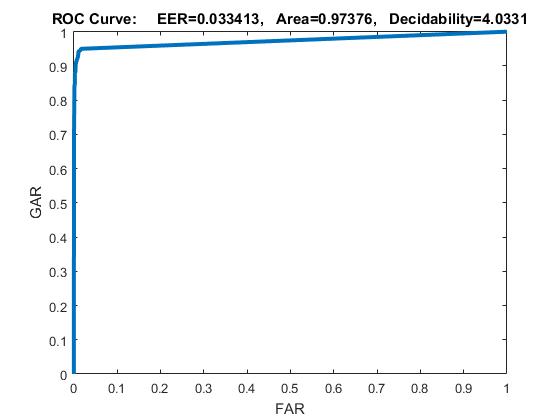 ROC Curve: EER=0.033413, Area=0.97376, Decidability=4.0331
1
0.9
0.8
0.7
0.6
0.5
0.4
0.3
0.2
0.1
0
GAR
0 0.1 0.2 0.3 0.4 0.5 0.6 0.7 0.8 0.9 1
FAR